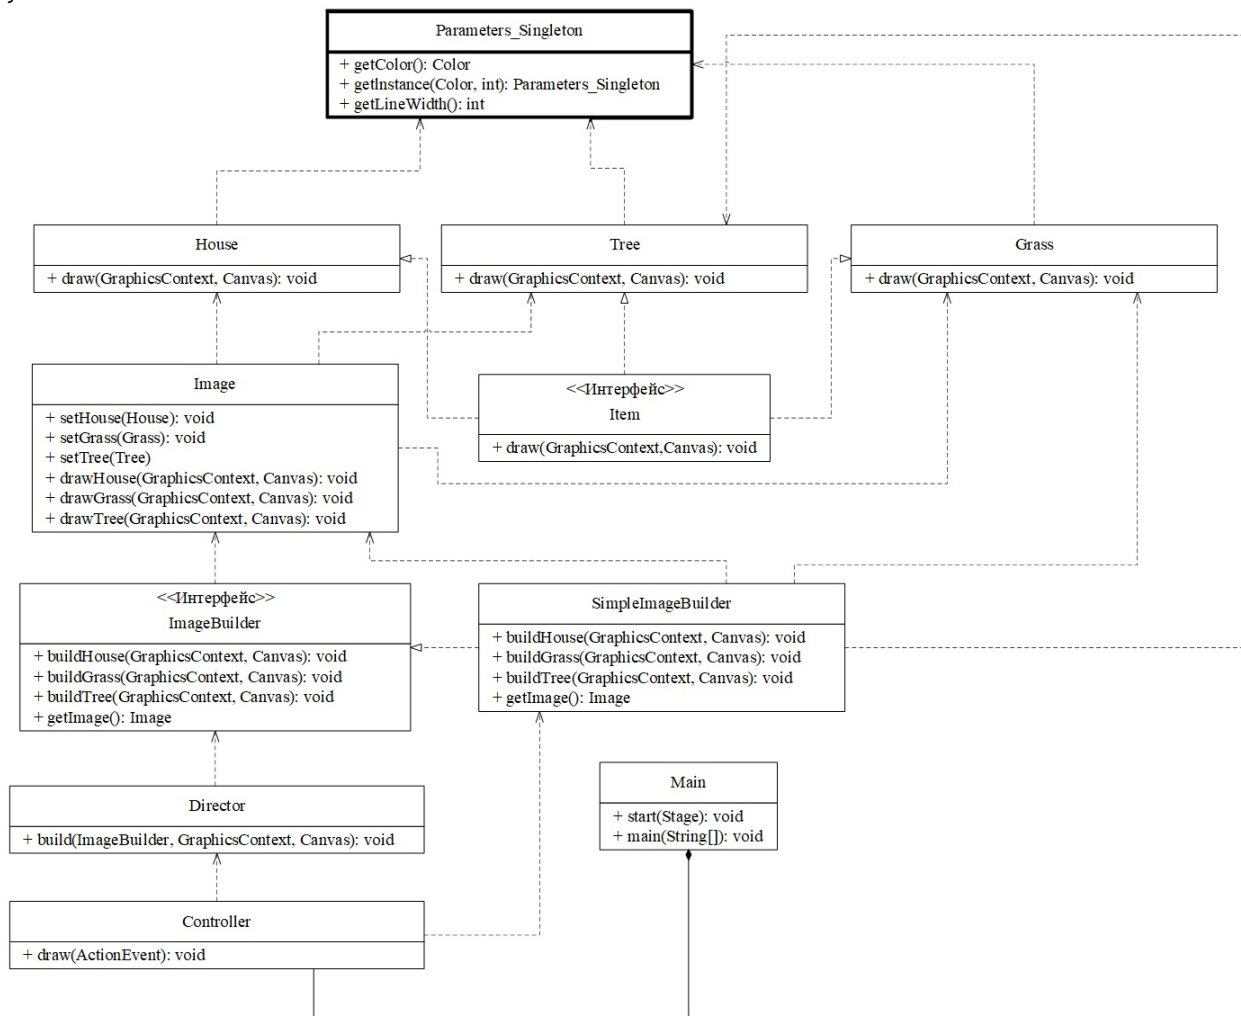 Parameters_Singleton
+ getColor(): Color
+ getInstance(Color, int): Parameters_Singleton
+ getLineWidth(): int
House
+ draw(GraphicsContext, Canvas): void
Tree
+ draw(GraphicsContext, Canvas): void
Grass
+ draw(GraphicsContext, Canvas): void
Image
+ setHouse(House): void
+ setGrass(Grass): void
+ setTree(Tree)
+ drawHouse(GraphicsContext, Canvas): void
+ drawGrass(GraphicsContext, Canvas): void
+ drawTree(GraphicsContext, Canvas): void
<<Интерфейс>>
Item
+ draw(GraphicsContext,Canvas): void
<<Интерфейс>>
ImageBuilder
+ buildHouse(GraphicsContext, Canvas): void
+ buildGrass(GraphicsContext, Canvas): void
+ buildTree(GraphicsContext, Canvas): void
+ getImage(): Image
SimpleImageBuilder
+ buildHouse(GraphicsContext, Canvas): void
+ buildGrass(GraphicsContext, Canvas): void
+ buildTree(GraphicsContext, Canvas): void
+ getImage(): Image
Director
+ build(ImageBuilder, GraphicsContext, Canvas): void
Main
+ start(Stage): void
+ main(String[]): void
Controller
+ draw(ActionEvent): void